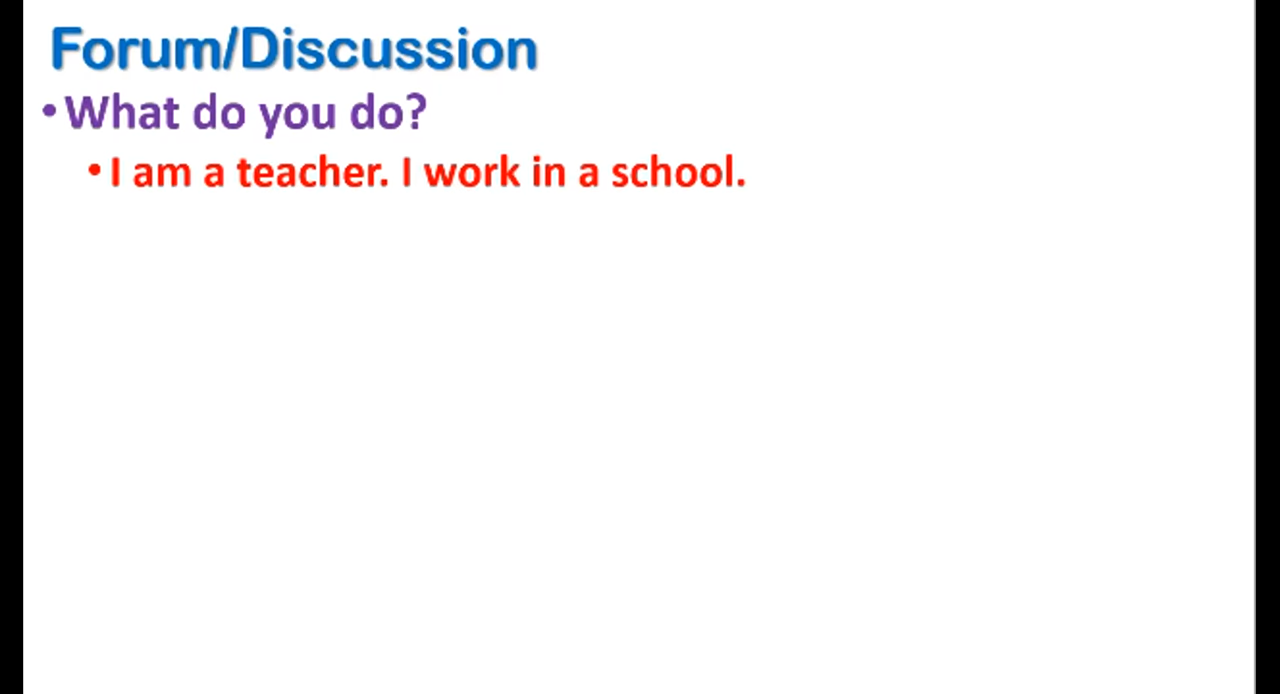 Forum/Discussion
•What do you do?
•I am a teacher. I work in a school.